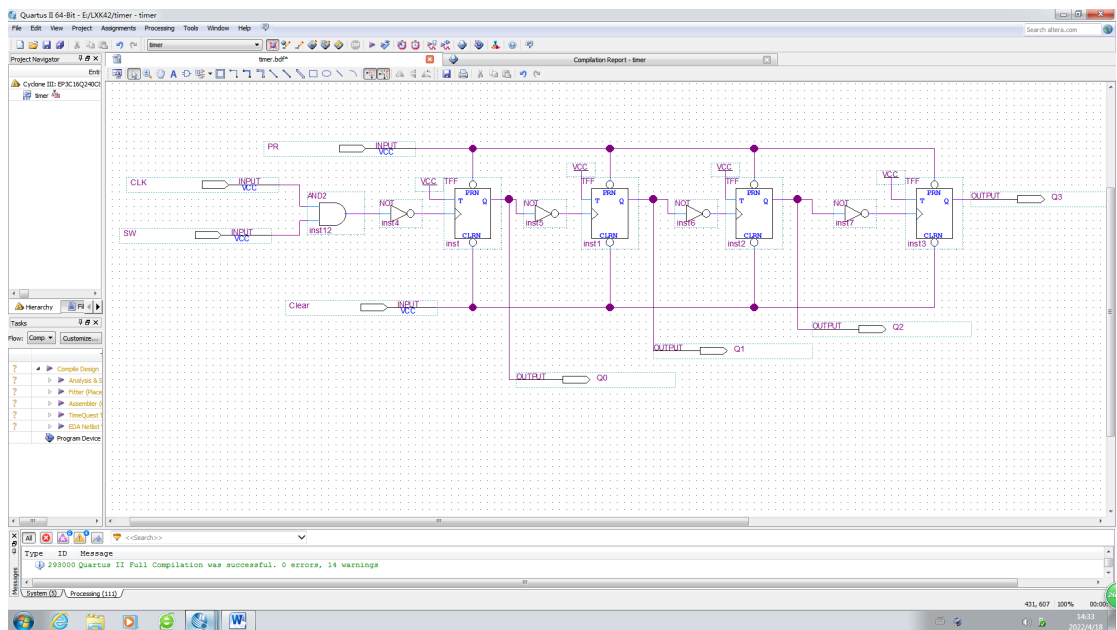 Quartus II 64-Bit - E:/LXK42/timer - timer
File Edit View Project Assignments Processing Tools Window Help
Search altera.com
timer
Project Navigator
timer.bdf*
Compilation Report - timer
Entit
Cyclone III: EP3C16Q240C8
timer
PR INPUT VCC
CLK INPUT VCC
SW INPUT VCC
AND2
inst12
NOT
inst4
VCC
TFF
PRN
T Q
CLRN
inst
NOT
inst5
VCC
TFF
PRN
T Q
CLRN
inst1
NOT
inst6
VCC
TFF
PRN
T Q
CLRN
inst2
NOT
inst7
VCC
TFF
PRN
T Q
CLRN
inst3
OUTPUT Q3
Clear INPUT VCC
OUTPUT Q2
OUTPUT Q1
OUTPUT Q0
Hierarchy Fil
Tasks
Flow: Comp Customize...
? Compile Design
? Analysis & S
? Fitter (Place
? Assembler (
? TimeQuest T
? EDA Netlist
Program Device
All <<Search>>
Type ID Message
293000 Quartus II Full Compilation was successful. 0 errors, 14 warnings
Messages
System (5) Processing (111)
431, 607 100% 00:00:
14:33
2022/4/18